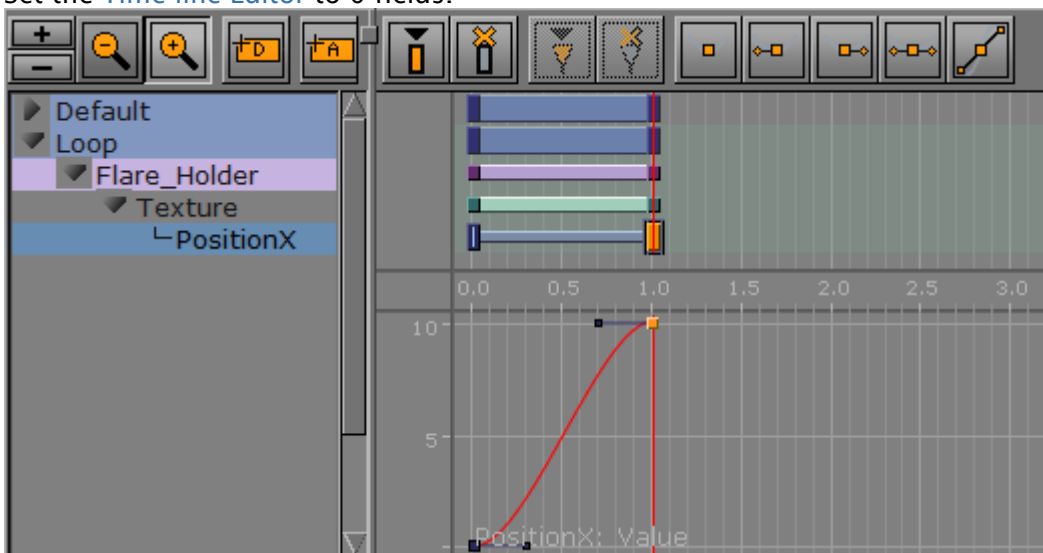 Set the Time line Editor to 6 fields.
D A
Default
Loop
Flare_Holder
Texture
PositionX
0.0 0.5 1.0 1.5 2.0 2.5 3.0
10
5
PositionX: Value